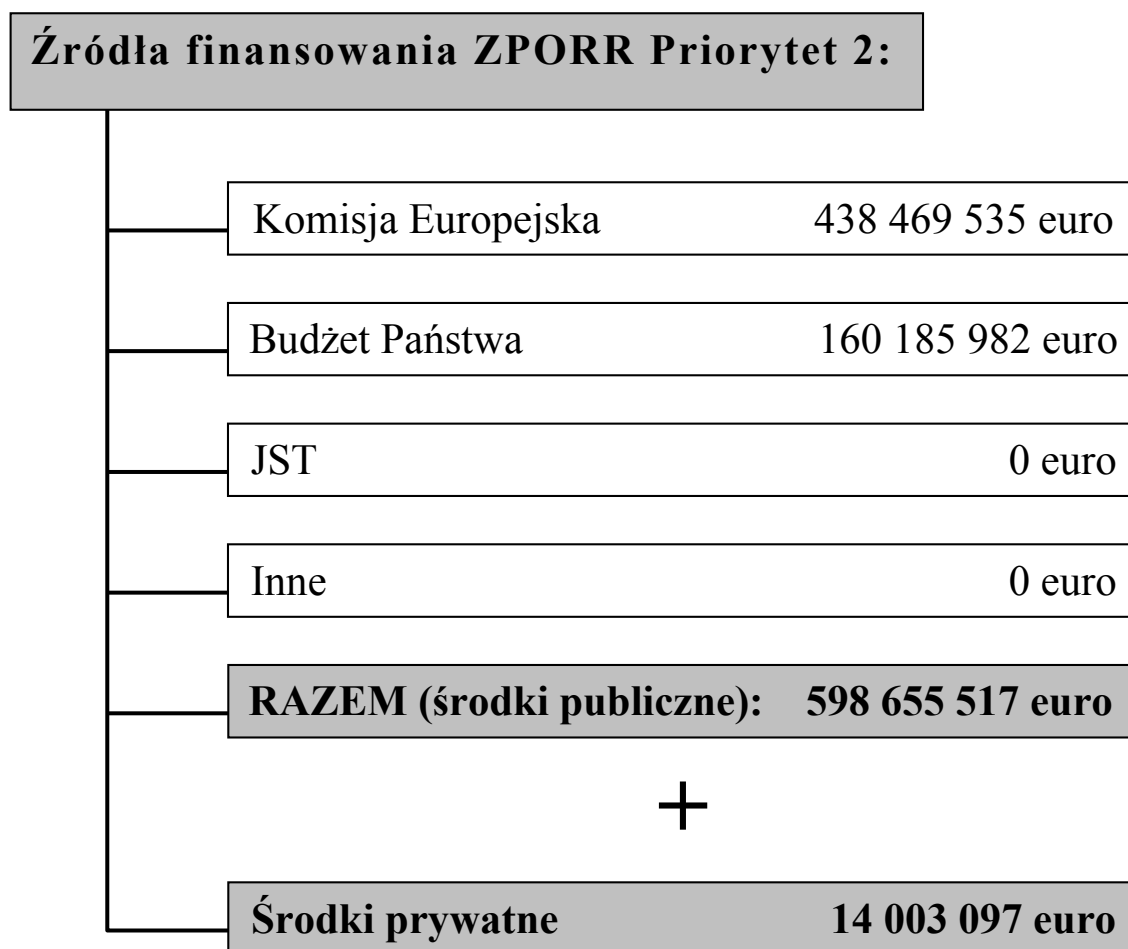 Źródła finansowania ZPORR Priorytet 2:
Komisja Europejska 438 469 535 euro
Budżet Państwa 160 185 982 euro
JST 0 euro
Inne 0 euro
RAZEM (środki publiczne): 598 655 517 euro
+
Środki prywatne 14 003 097 euro